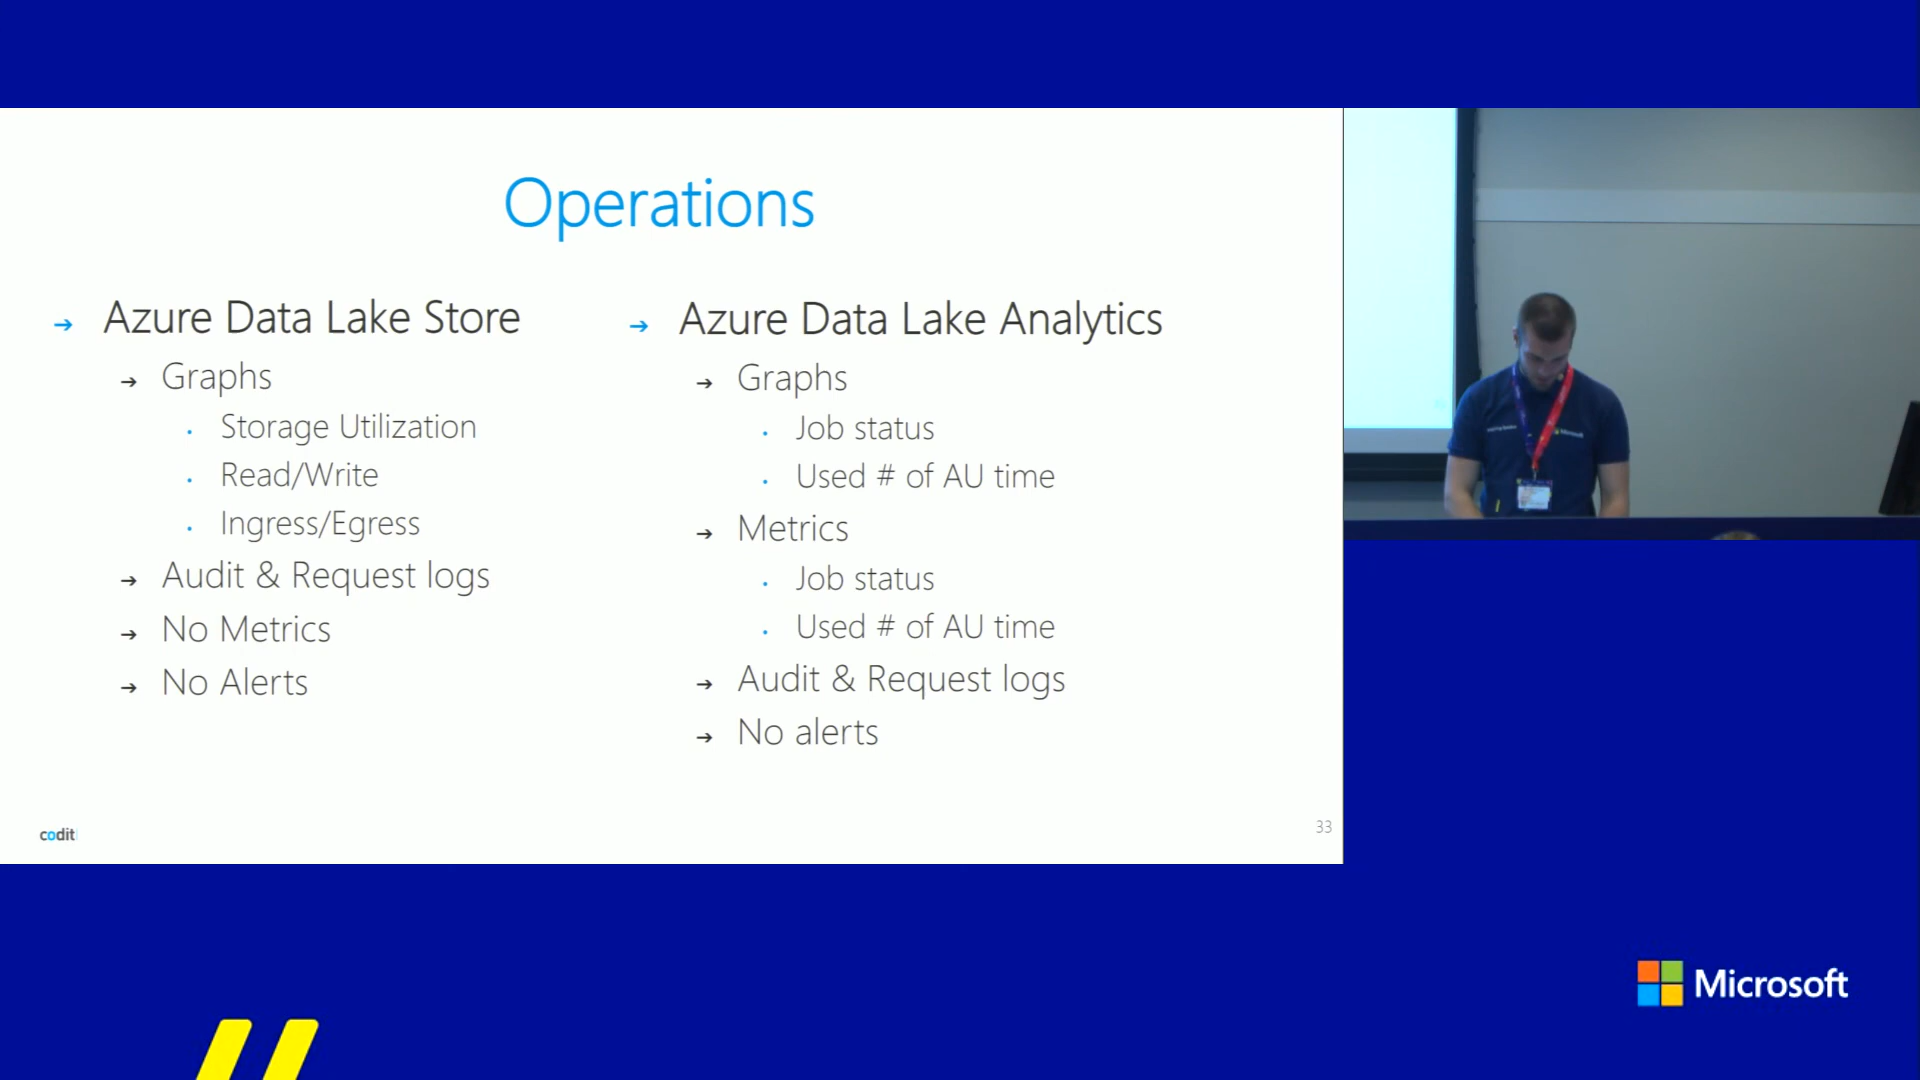 Operations
Azure Data Lake Store
Graphs
Storage Utilization
Read/Write
Ingress/Egress
Audit & Request logs
No Metrics
No Alerts
Azure Data Lake Analytics
Graphs
Job status
Used # of AU time
Metrics
Job status
Used # of AU time
Audit & Request logs
No alerts
codit
33
Microsoft
Microsoft